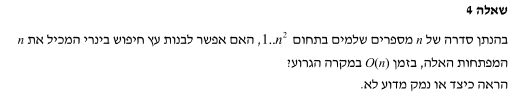 שאלה 4
בהנתן סדרה של n מספרים שלמים בתחום 1..n², האם אפשר לבנות עץ חיפוש בינרי המכיל את n
המפתחות האלה, בזמן O(n) במקרה הגרוע?
הראה כיצד או נמק מדוע לא.